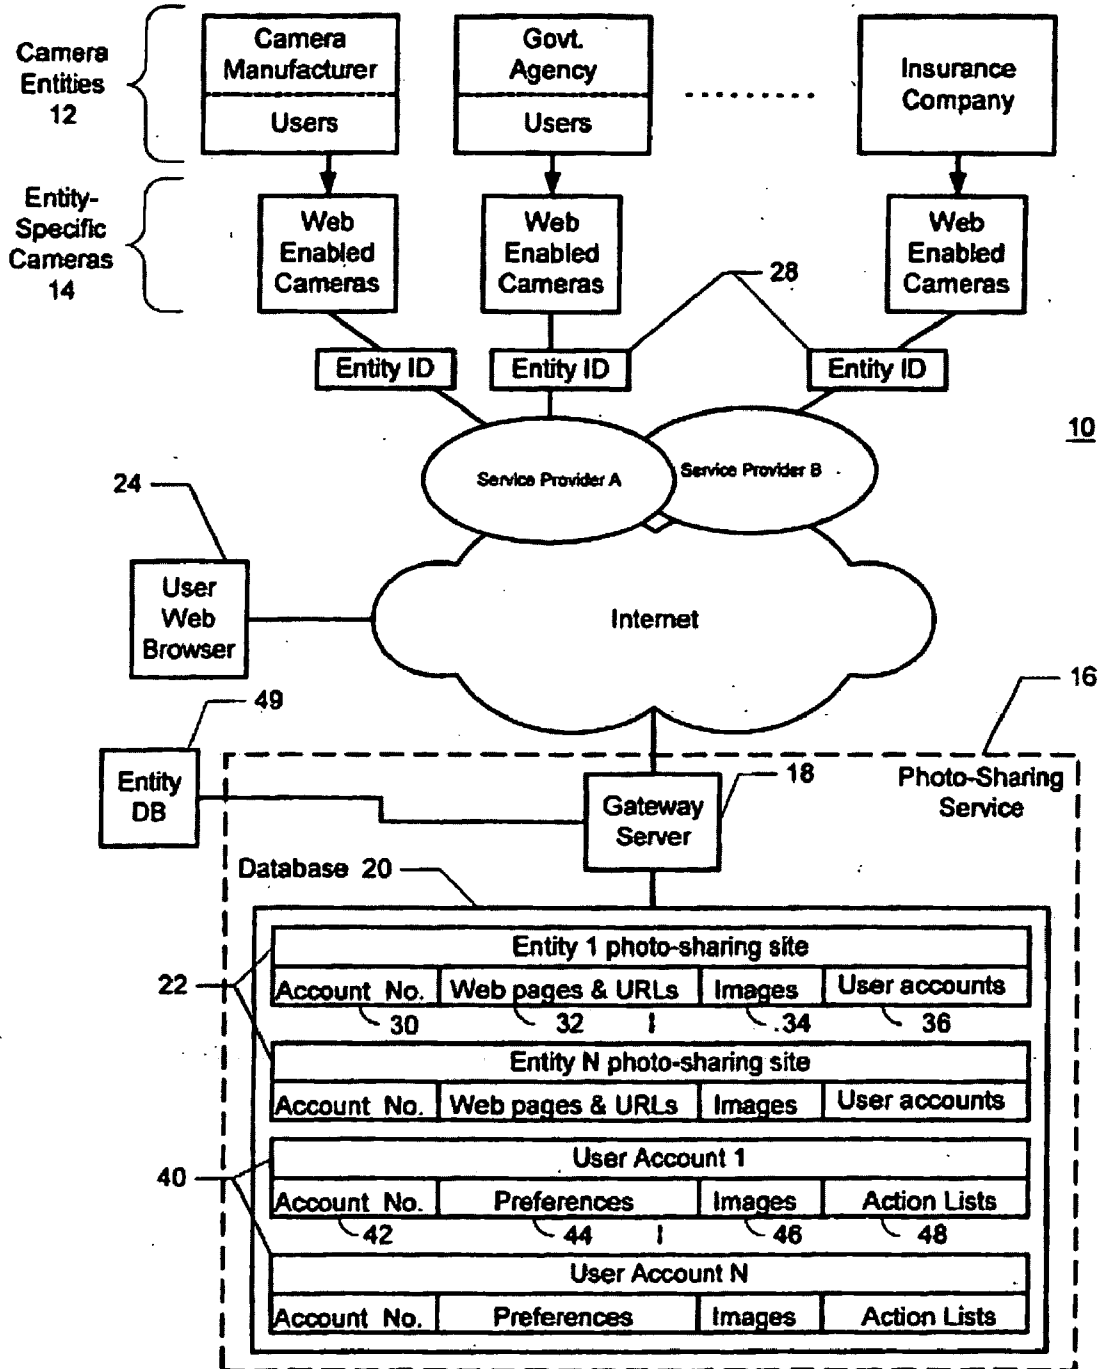 Camera
Entities
12
Camera
Manufacturer
Users
Govt.
Agency
Users
Insurance
Company
Entity-
Specific
Cameras
14
Web
Enabled
Cameras
Web
Enabled
Cameras
Web
Enabled
Cameras
28
Entity ID
Entity ID
Entity ID
10
Service Provider A
Service Provider B
24
User
Web
Browser
Internet
16
49
Entity
DB
18
Gateway
Server
Photo-Sharing
Service
Database 20
Entity 1 photo-sharing site
22
Account No.
Web pages & URLs
Images
User accounts
30
32
34
36
Entity N photo-sharing site
Account No.
Web pages & URLs
Images
User accounts
User Account 1
40
Account No.
Preferences
Images
Action Lists
42
44
46
48
User Account N
Account No.
Preferences
Images
Action Lists